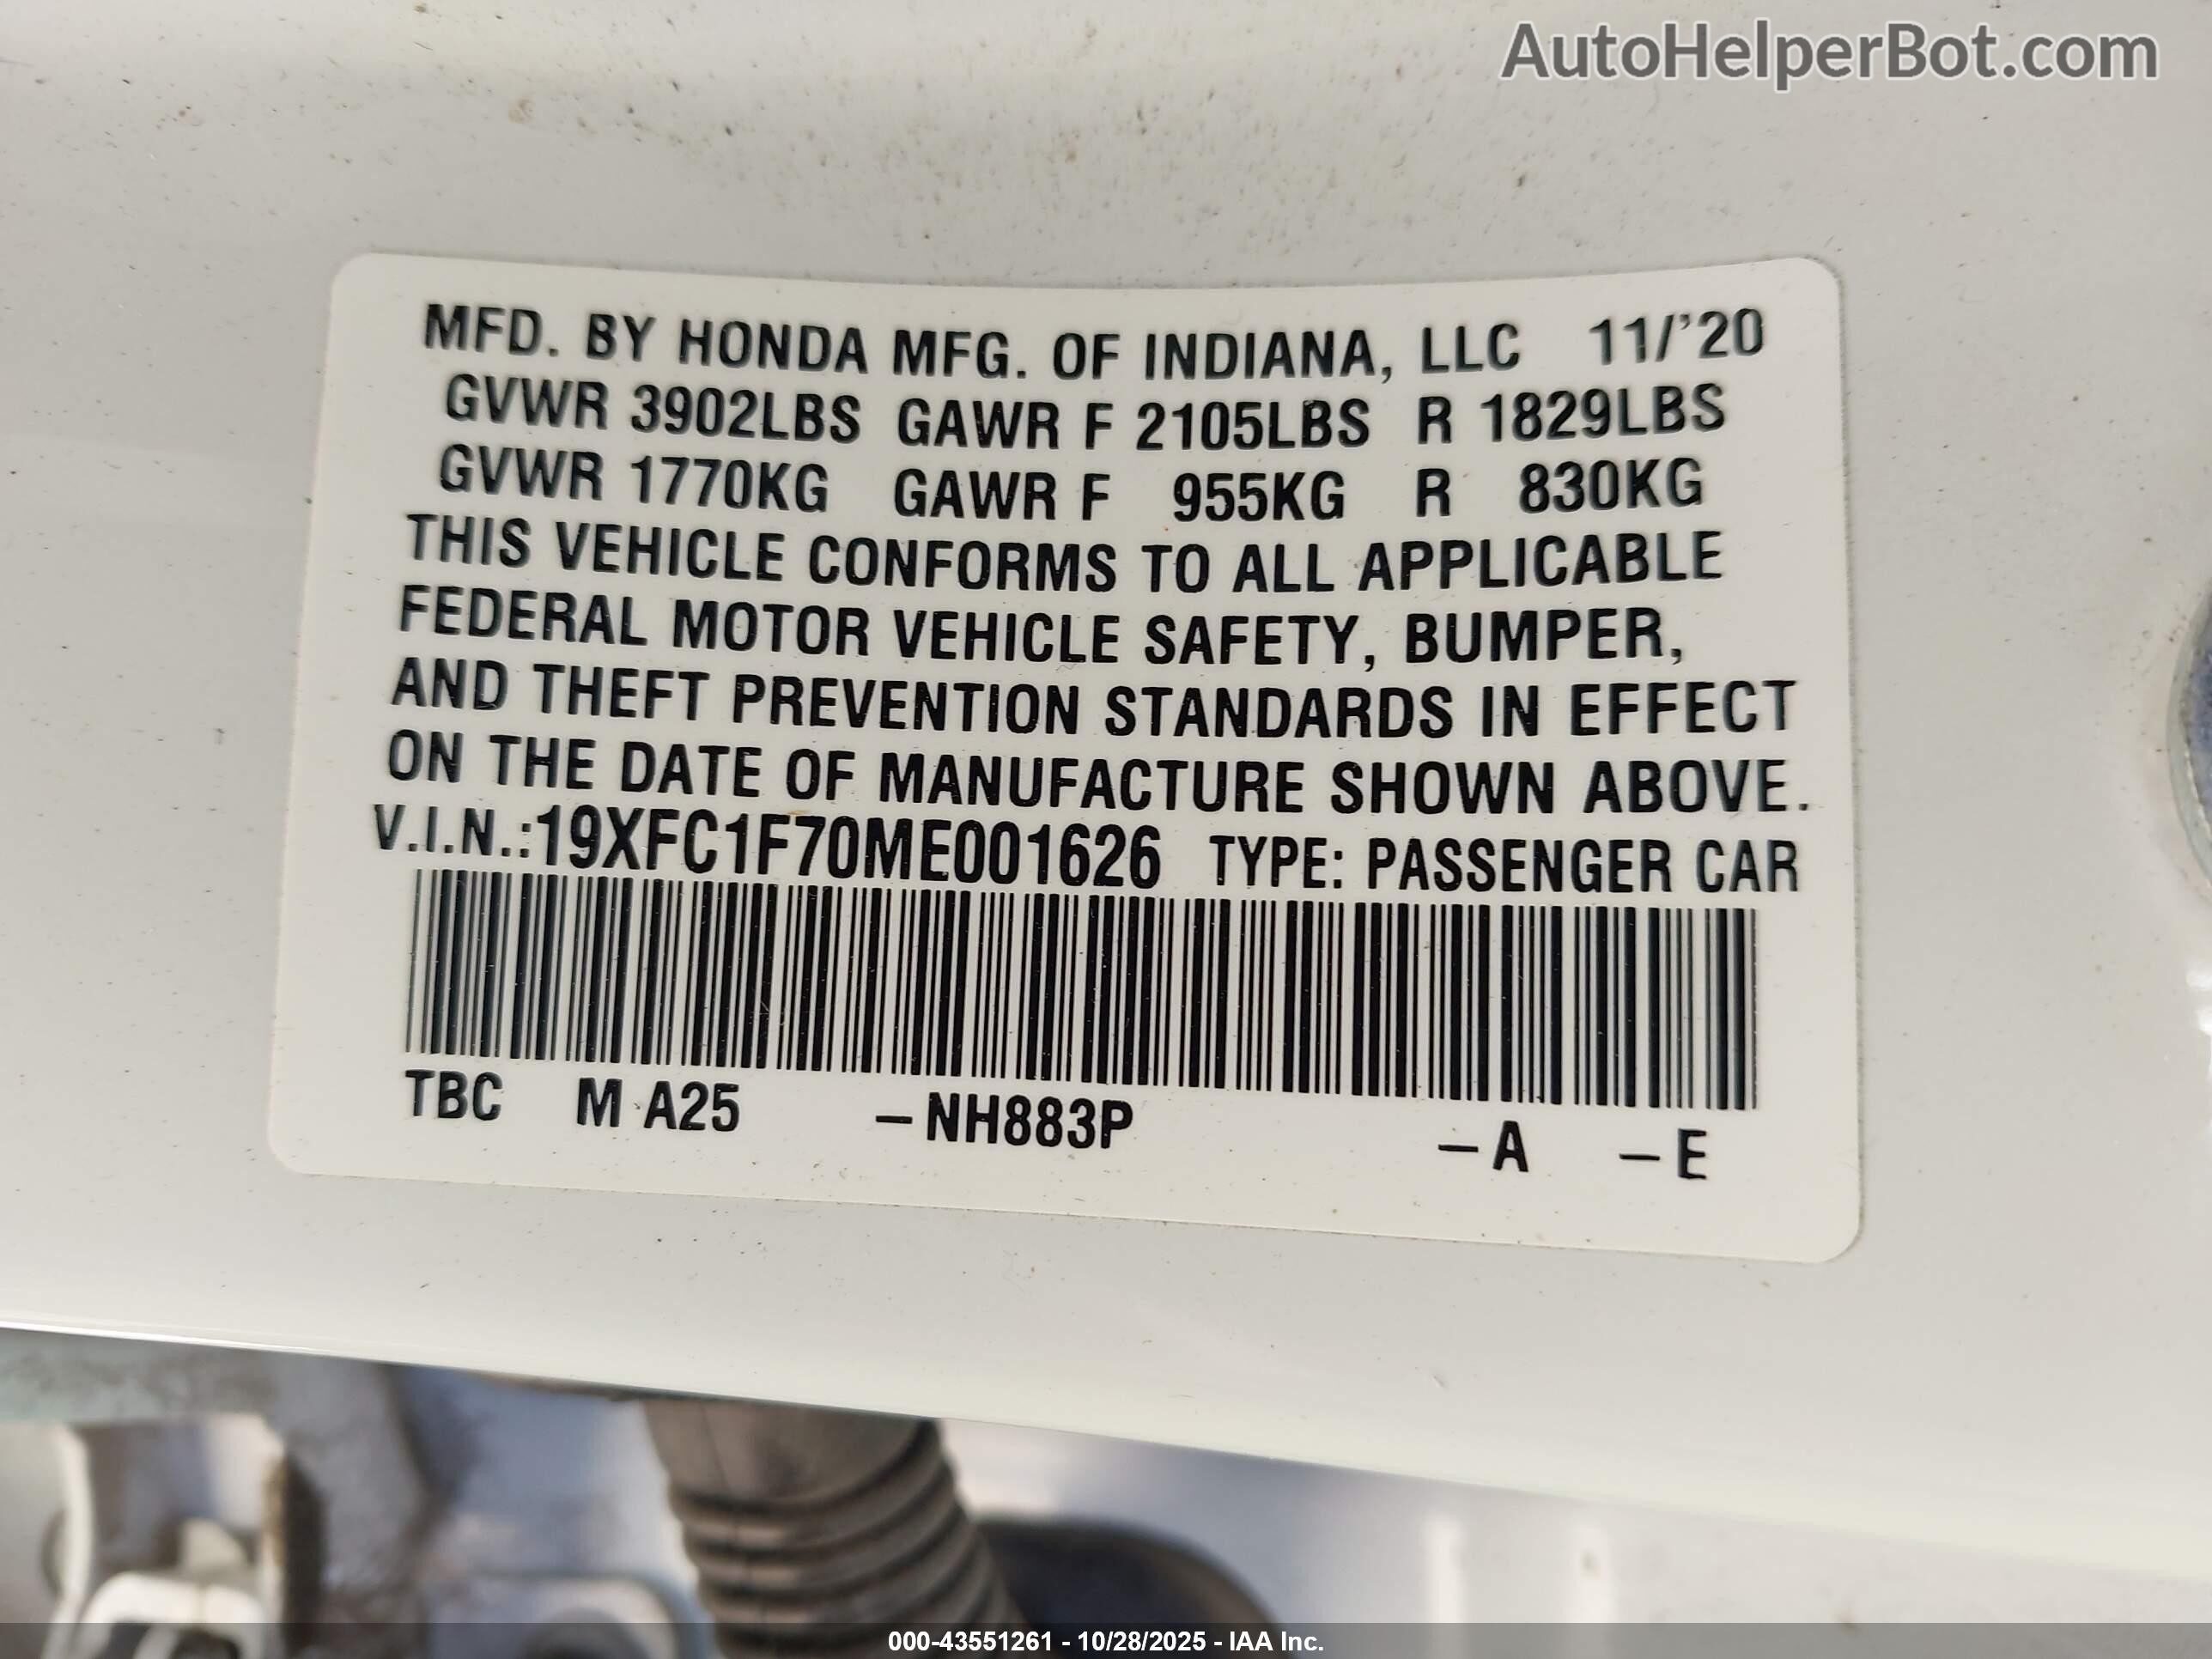 AutoHelperBot.com
MFD. BY HONDA MFG. OF INDIANA, LLC 11/'20
GVWR 3902LBS GAWR F 2105LBS R 1829LBS
GVWR 1770KG GAWR F 955KG R 830KG
THIS VEHICLE CONFORMS TO ALL APPLICABLE
FEDERAL MOTOR VEHICLE SAFETY, BUMPER,
AND THEFT PREVENTION STANDARDS IN EFFECT
ON THE DATE OF MANUFACTURE SHOWN ABOVE.
V.I.N.:19XFC1F70ME001626 TYPE: PASSENGER CAR
TBC M A25 –NH883P –A –E
000-43551261 - 10/28/2025 - IAA Inc.